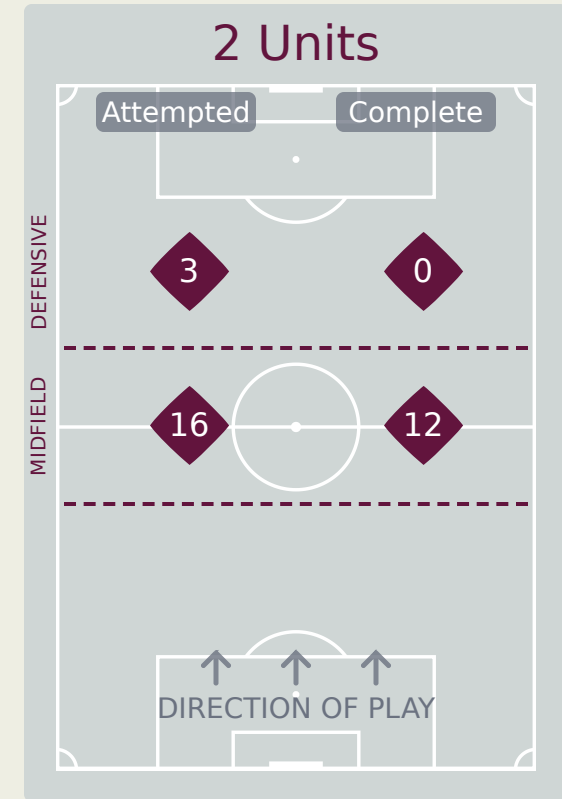 2 Units
Attempted Complete
DEFENSIVE
3 0
MIDFIELD
16 12
DIRECTION OF PLAY